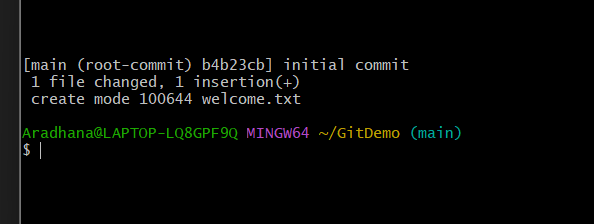 [main (root-commit) b4b23cb] initial commit
 1 file changed, 1 insertion(+)
 create mode 100644 welcome.txt
Aradhana@LAPTOP-LQ8GPF9Q MINGW64 ~/GitDemo (main)
$